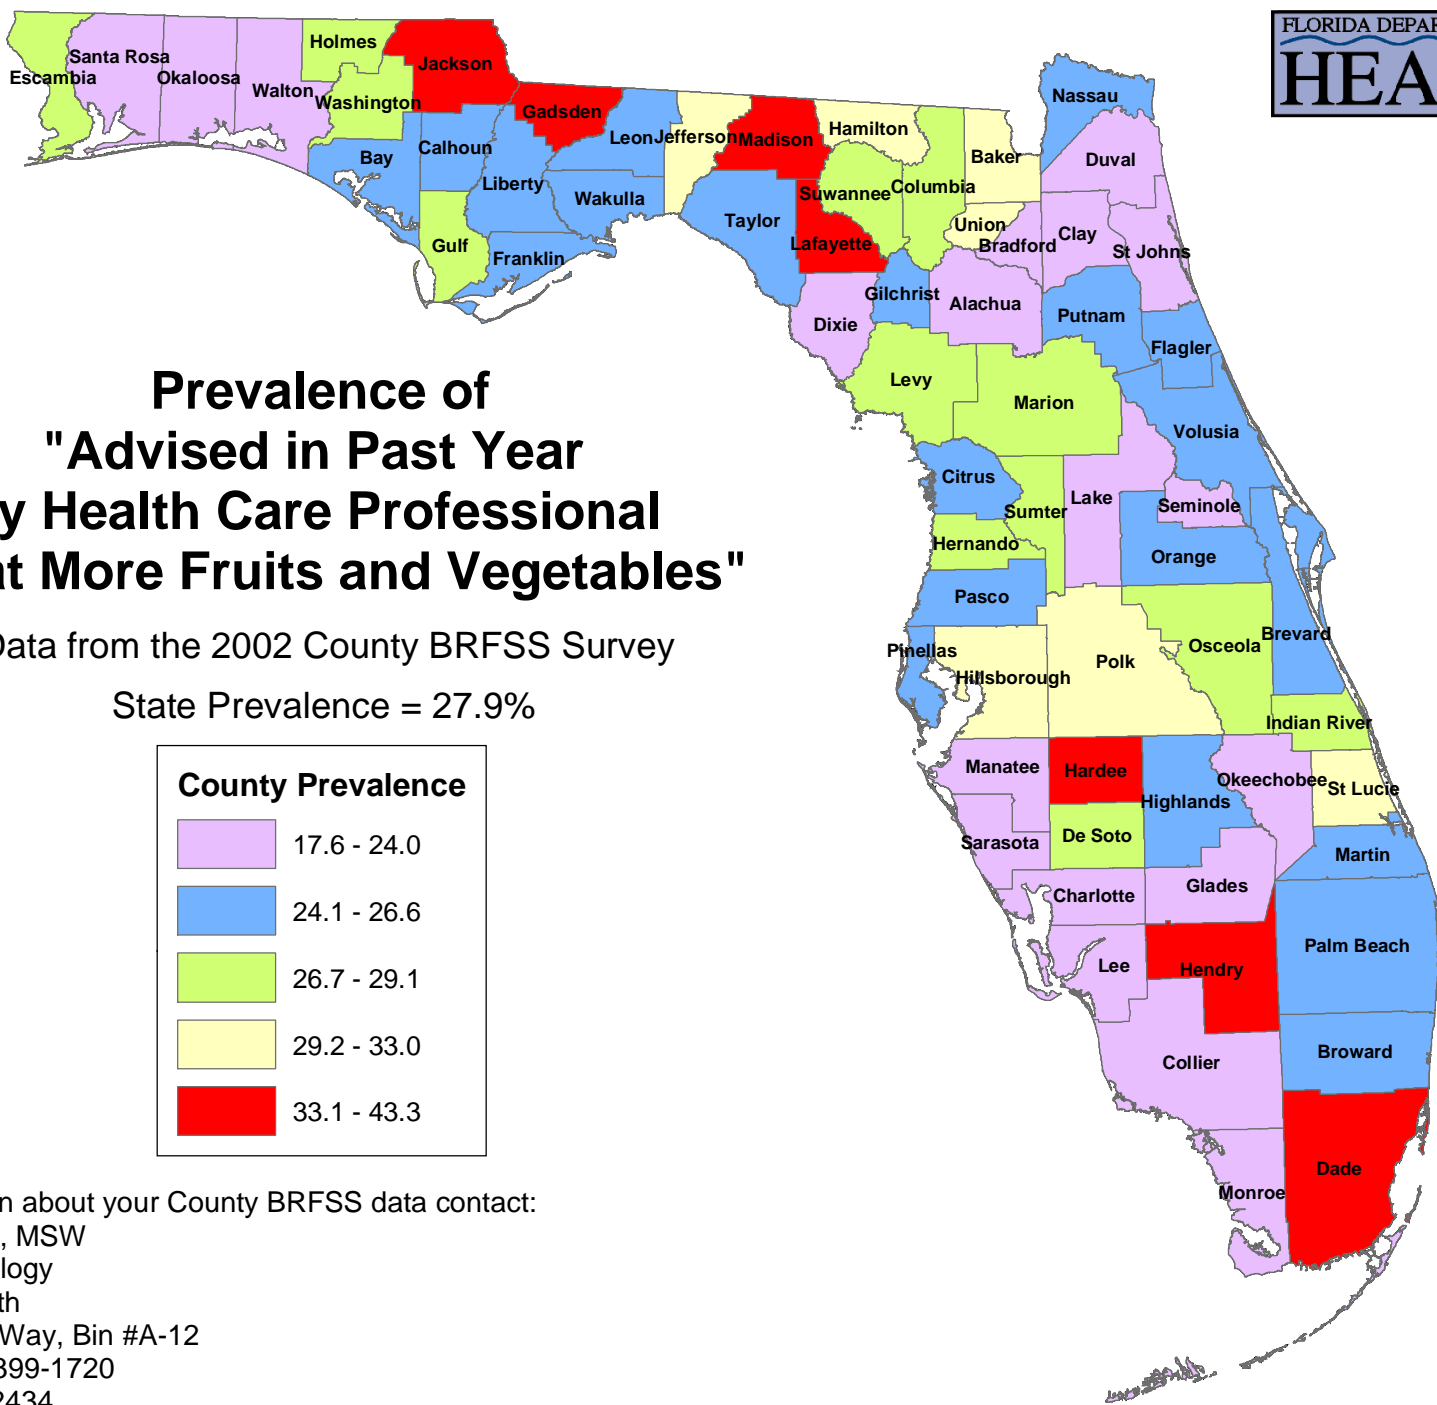 FLORIDA DEPAR
HEA
Prevalence of
"Advised in Past Year
y Health Care Professional
at More Fruits and Vegetables"
Data from the 2002 County BRFSS Survey
State Prevalence = 27.9%
County Prevalence
17.6 - 24.0
24.1 - 26.6
26.7 - 29.1
29.2 - 33.0
33.1 - 43.3
n about your County BRFSS data contact:
, MSW
logy
th
Way, Bin #A-12
399-1720
2434
Escambia
Santa Rosa
Okaloosa
Walton
Holmes
Washington
Jackson
Bay
Calhoun
Gulf
Gadsden
Liberty
Franklin
Leon
Wakulla
Jefferson
Madison
Taylor
Hamilton
Suwannee
Lafayette
Columbia
Baker
Union
Bradford
Nassau
Duval
Clay
St Johns
Gilchrist
Dixie
Alachua
Putnam
Flagler
Levy
Marion
Volusia
Citrus
Sumter
Lake
Seminole
Hernando
Orange
Pasco
Brevard
Osceola
Pinellas
Hillsborough
Polk
Indian River
Manatee
Hardee
Highlands
Okeechobee
St Lucie
Sarasota
De Soto
Martin
Charlotte
Glades
Lee
Hendry
Palm Beach
Collier
Broward
Dade
Monroe